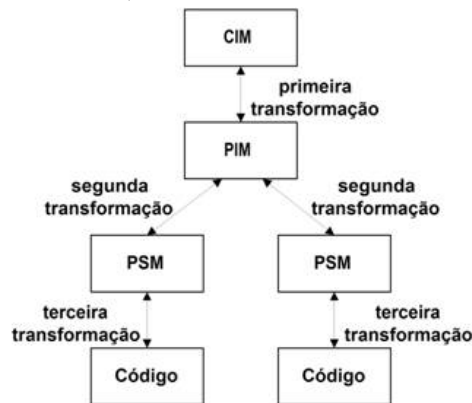 CIM
primeira
transformação
PIM
segunda
transformação
segunda
transformação
PSM
PSM
terceira
transformação
terceira
transformação
Código
Código